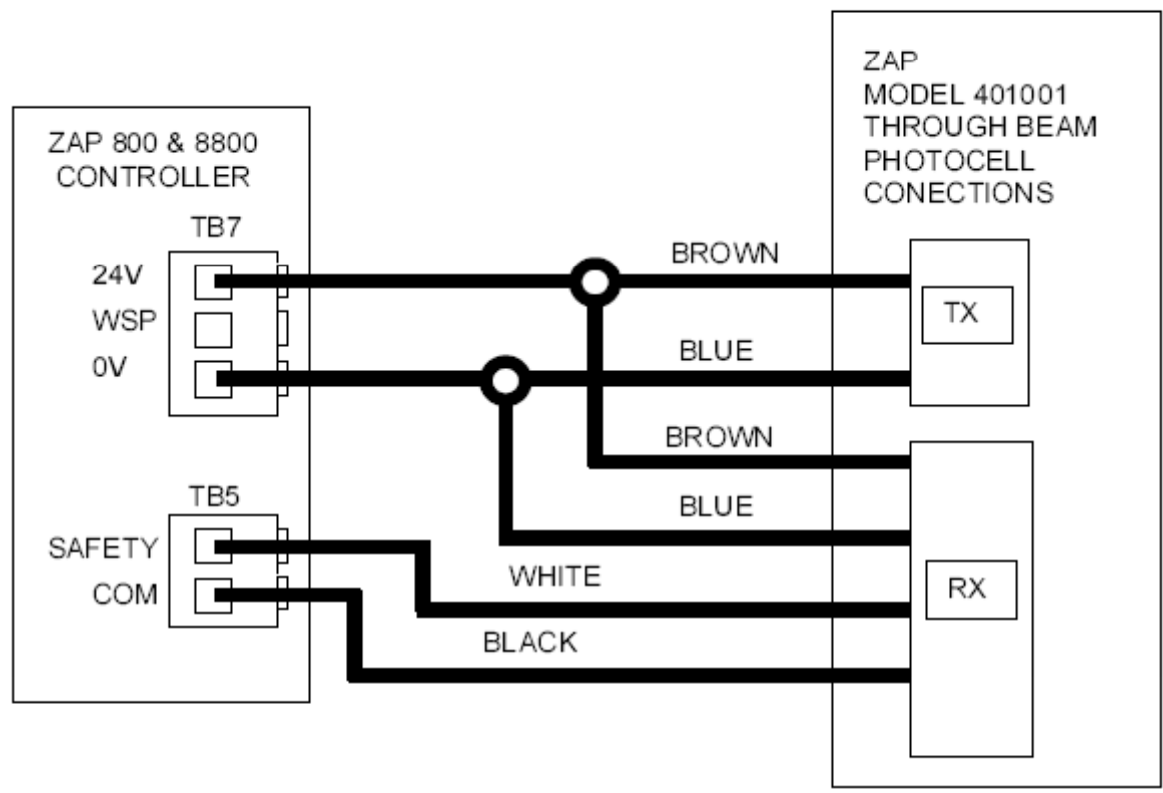 ZAP 800 & 8800
CONTROLLER
TB7
24V
WSP
0V
TB5
SAFETY
COM
BROWN
BLUE
BROWN
BLUE
WHITE
BLACK
ZAP
MODEL 401001
THROUGH BEAM
PHOTOCELL
CONECTIONS
TX
RX